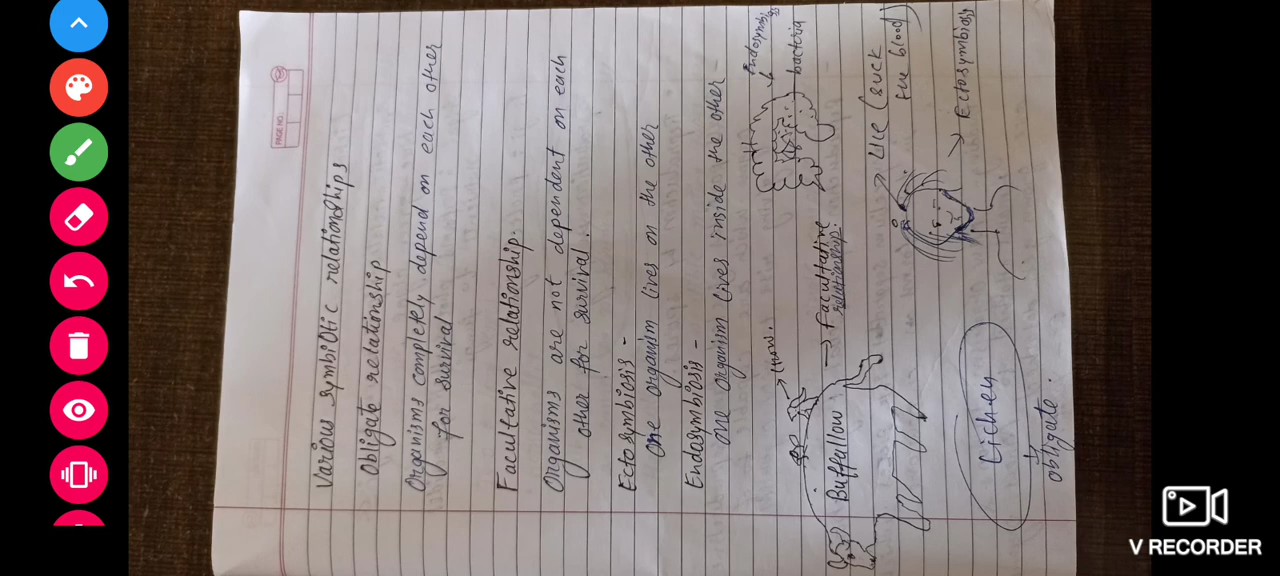 PAGE NO.:
Various symbiotic relationships
Obligate relationship
Organisms completely depend on each other
for survival
Facultative relationship.
Organisms are not dependent on each
other for survival.
Ectosymbiosis -
one organism lives on the other
Endosymbiosis -
one organism lives inside the other -
Endosymbiosis
bacteria
Buffallow
→ Facultative
relationship.
→ Lice (suck
the blood)
→ Ectosymbiosis
Lichen
↓
obligate.
V RECORDER